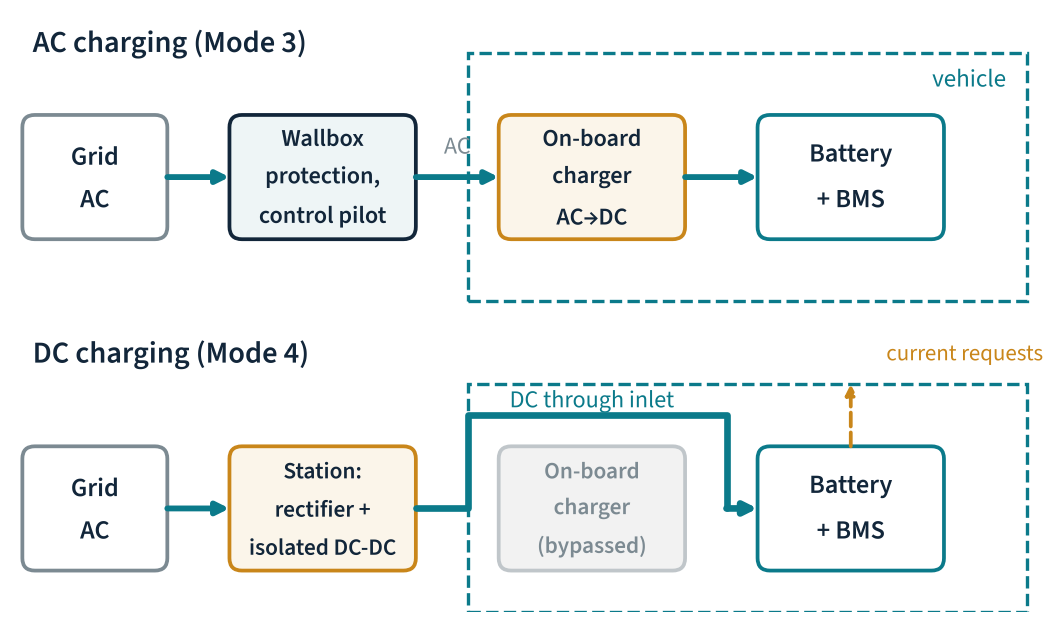 AC charging (Mode 3)
vehicle
Grid
AC
Wallbox
protection,
control pilot
AC
On-board
charger
AC→DC
Battery
+ BMS
DC charging (Mode 4)
current requests
DC through inlet
Grid
AC
Station:
rectifier +
isolated DC-DC
On-board
charger
(bypassed)
Battery
+ BMS